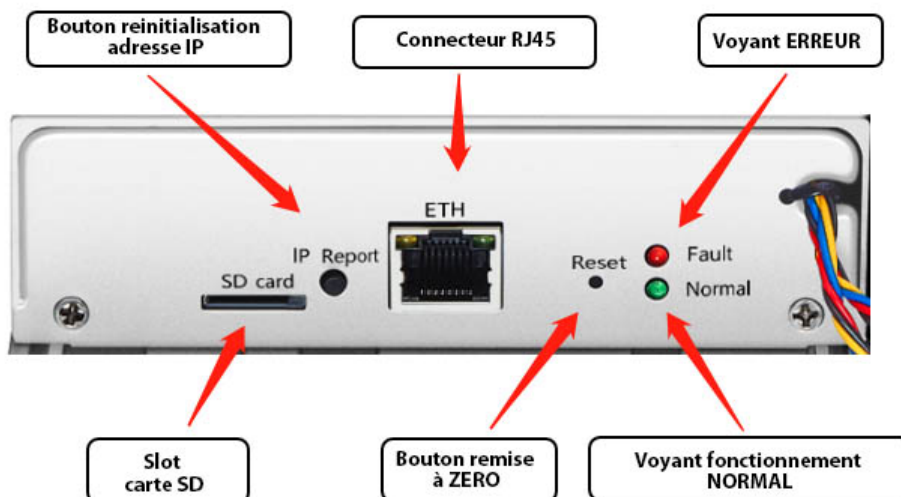 Bouton reinitialisation
adresse IP
Connecteur RJ45
Voyant ERREUR
ETH
IP Report
SD card
Reset
Fault
Normal
Slot
carte SD
Bouton remise
à ZERO
Voyant fonctionnement
NORMAL